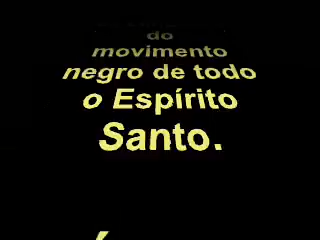 do
movimento
negro de todo
o Espírito
Santo.